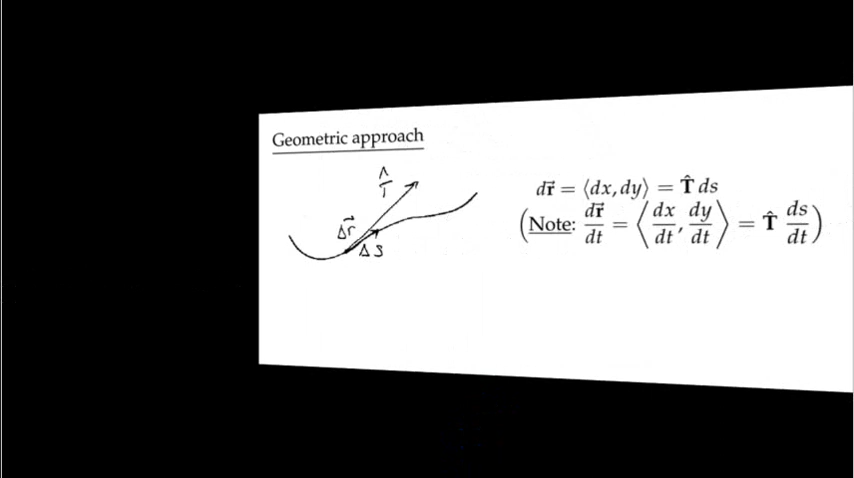 Geometric approach
T̂
Δr⃗
Δs
dr⃗ = ⟨dx, dy⟩ = T̂ ds
(Note: dr⃗/dt = ⟨dx/dt, dy/dt⟩ = T̂ ds/dt)